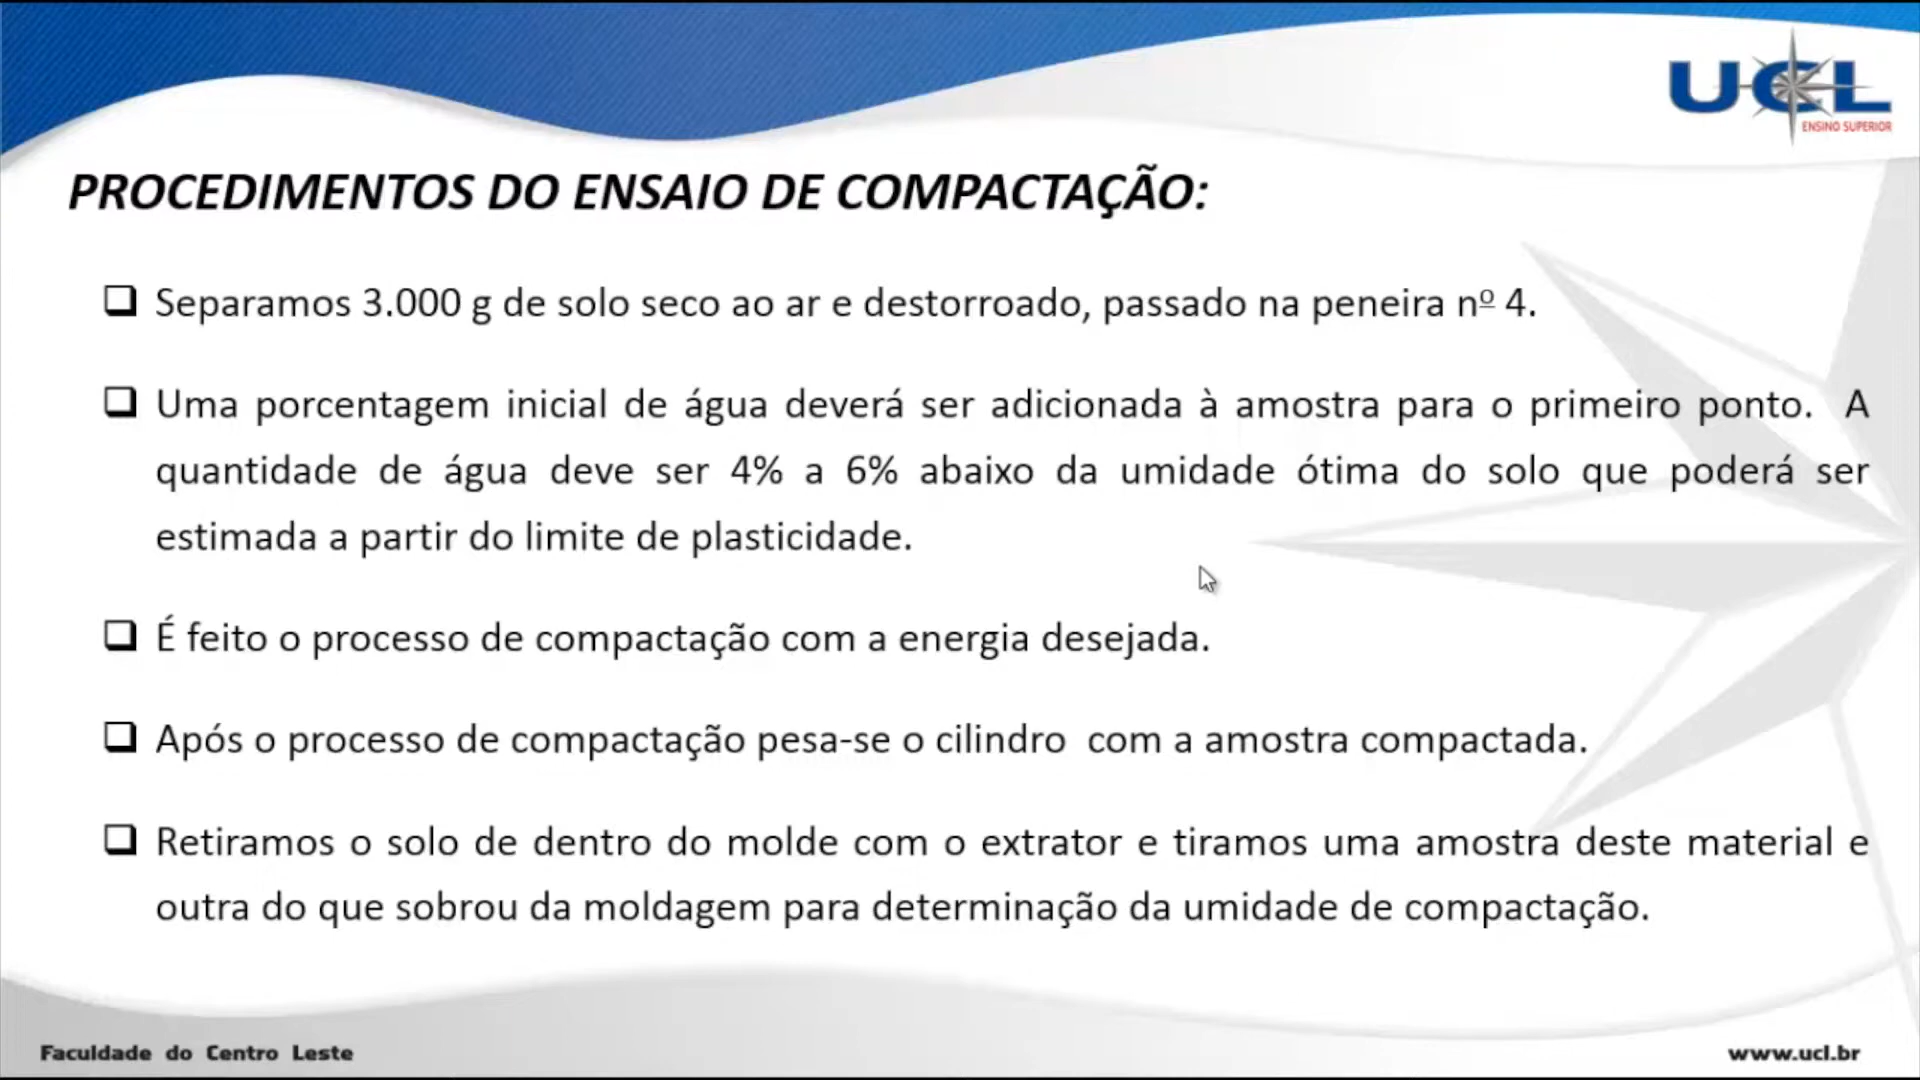 UCL
ENSINO SUPERIOR
PROCEDIMENTOS DO ENSAIO DE COMPACTAÇÃO:
Separamos 3.000 g de solo seco ao ar e destorroado, passado na peneira nº 4.
Uma porcentagem inicial de água deverá ser adicionada à amostra para o primeiro ponto. A
quantidade de água deve ser 4% a 6% abaixo da umidade ótima do solo que poderá ser
estimada a partir do limite de plasticidade.
É feito o processo de compactação com a energia desejada.
Após o processo de compactação pesa-se o cilindro com a amostra compactada.
Retiramos o solo de dentro do molde com o extrator e tiramos uma amostra deste material e
outra do que sobrou da moldagem para determinação da umidade de compactação.
Faculdade do Centro Leste
www.ucl.br